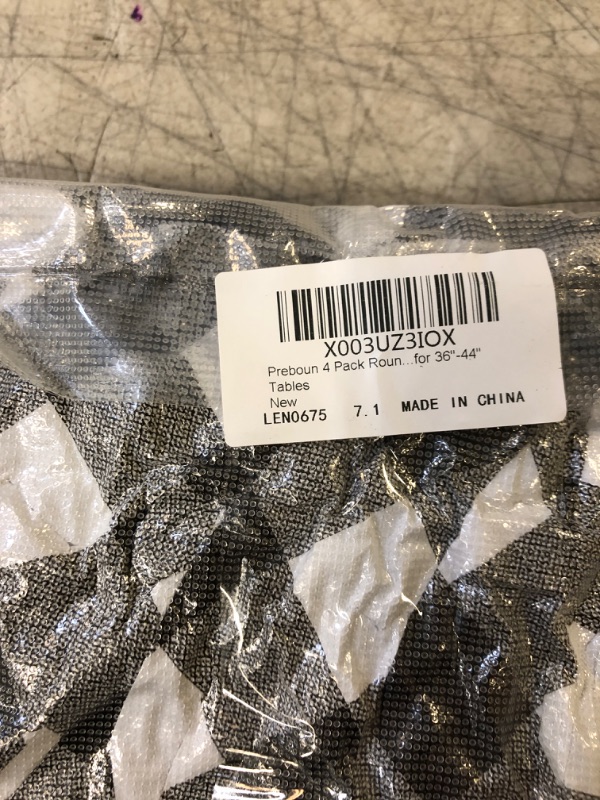 X003UZ3IOX
Preboun 4 Pack Roun...for 36"-44"
Tables
New
LEN0675 7.1 MADE IN CHINA